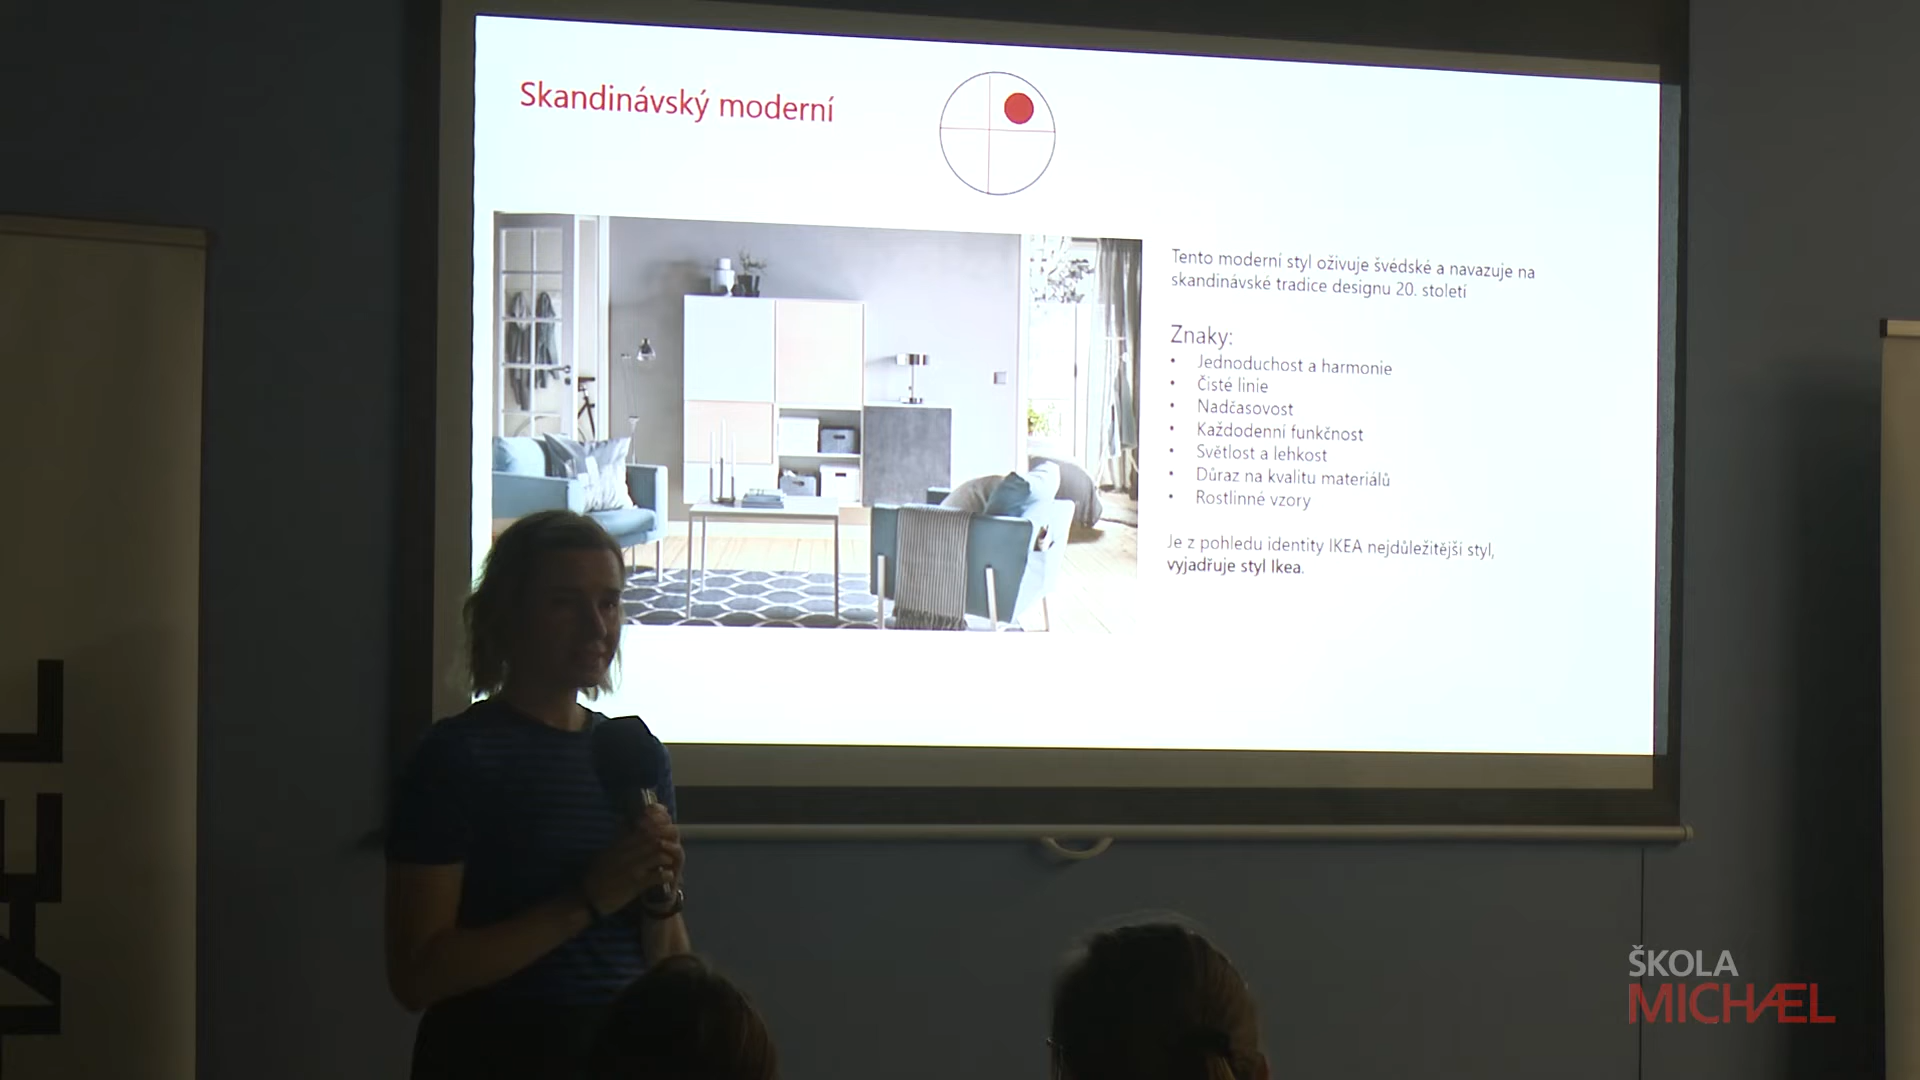 Skandinávský moderní
Tento moderní styl oživuje švédské a navazuje na
skandinávské tradice designu 20. století
Znaky:
• Jednoduchost a harmonie
• Čisté linie
• Nadčasovost
• Každodenní funkčnost
• Světlost a lehkost
• Důraz na kvalitu materiálů
• Rostlinné vzory
Je z pohledu identity IKEA nejdůležitější styl,
vyjadřuje styl Ikea.
ŠKOLA
MICHAEL